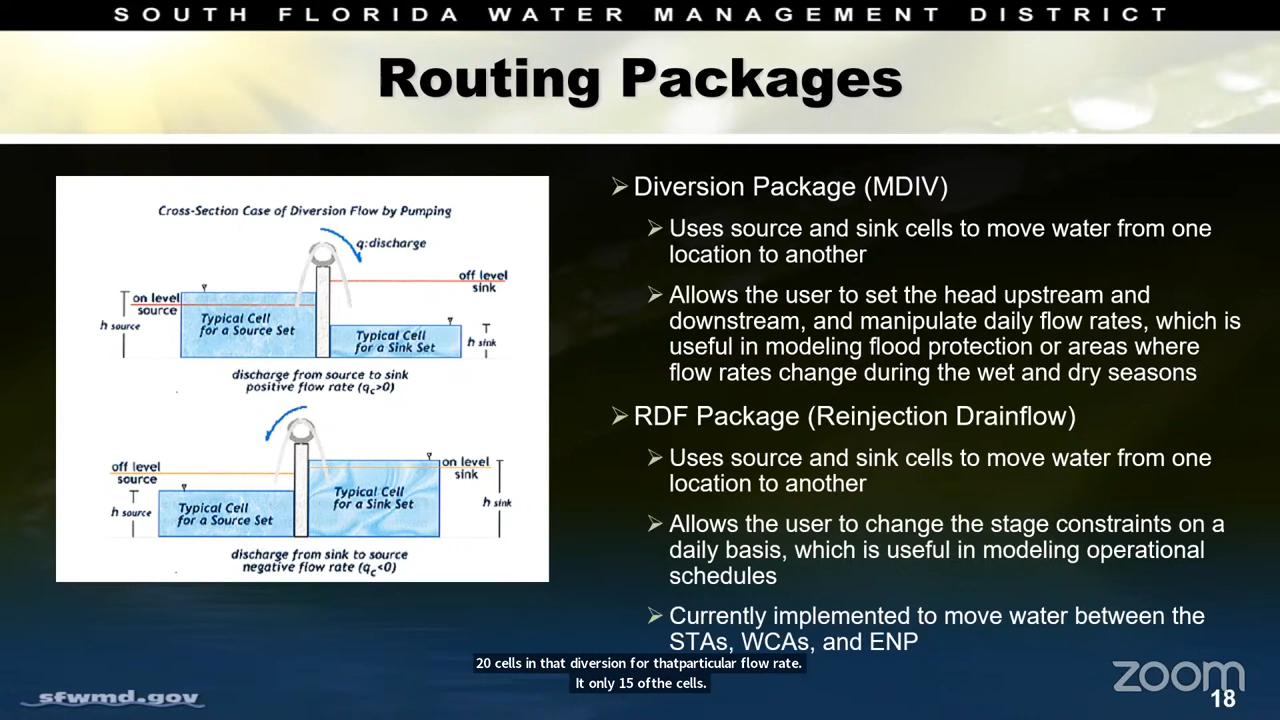 SOUTH FLORIDA WATER MANAGEMENT DISTRICT
Routing Packages
Cross-Section Case of Diversion Flow by Pumping
q:discharge
off level
sink
on level
source
h source
Typical Cell
for a Source Set
Typical Cell
for a Sink Set
h sink
discharge from source to sink
positive flow rate (qc>0)
off level
source
on level
sink
h source
Typical Cell
for a Source Set
Typical Cell
for a Sink Set
h sink
discharge from sink to source
negative flow rate (qc<0)
Diversion Package (MDIV)
Uses source and sink cells to move water from one
location to another
Allows the user to set the head upstream and
downstream, and manipulate daily flow rates, which is
useful in modeling flood protection or areas where
flow rates change during the wet and dry seasons
RDF Package (Reinjection Drainflow)
Uses source and sink cells to move water from one
location to another
Allows the user to change the stage constraints on a
daily basis, which is useful in modeling operational
schedules
Currently implemented to move water between the
STAs, WCAs, and ENP
20 cells in that diversion for thatparticular flow rate.
It only 15 ofthe cells.
sfwmd.gov
zoom
18